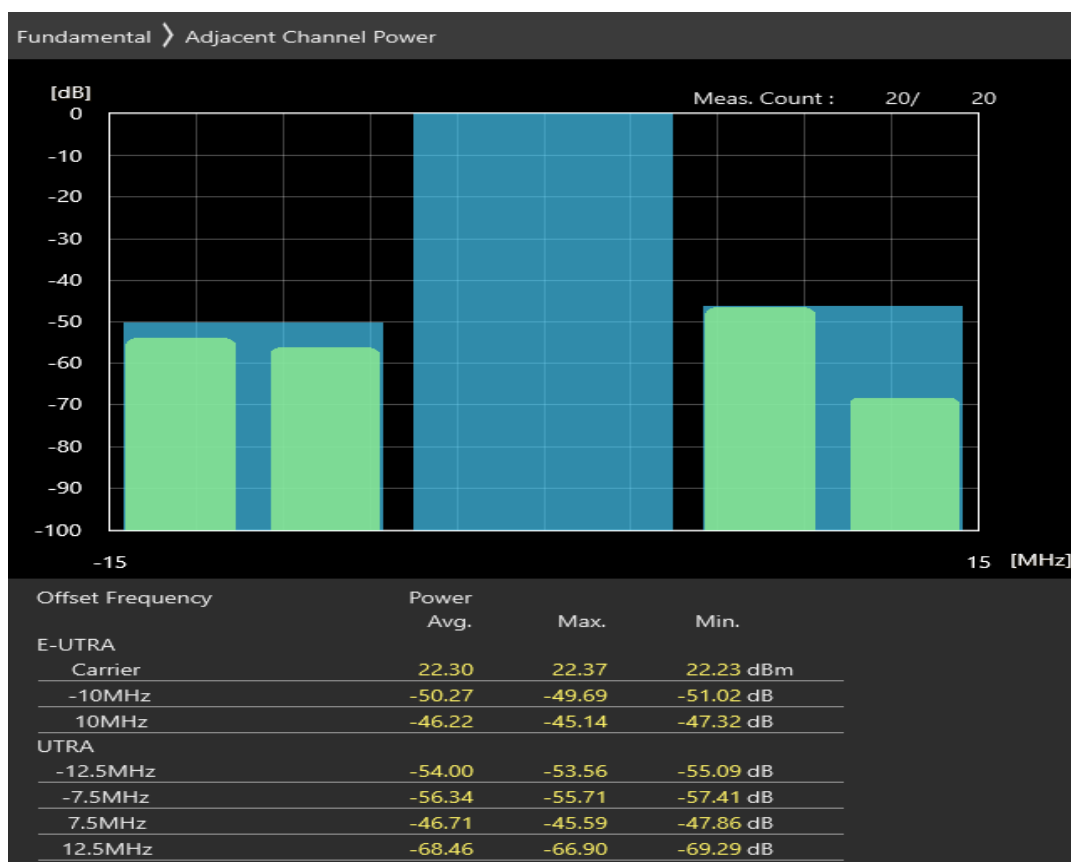 Fundamental ❯ Adjacent Channel Power
[dB]
Meas. Count : 20/ 20
0
-10
-20
-30
-40
-50
-60
-70
-80
-90
-100
-15 15 [MHz]
Offset Frequency Power
Avg. Max. Min.
E-UTRA
Carrier 22.30 22.37 22.23 dBm
-10MHz -50.27 -49.69 -51.02 dB
10MHz -46.22 -45.14 -47.32 dB
UTRA
-12.5MHz -54.00 -53.56 -55.09 dB
-7.5MHz -56.34 -55.71 -57.41 dB
7.5MHz -46.71 -45.59 -47.86 dB
12.5MHz -68.46 -66.90 -69.29 dB